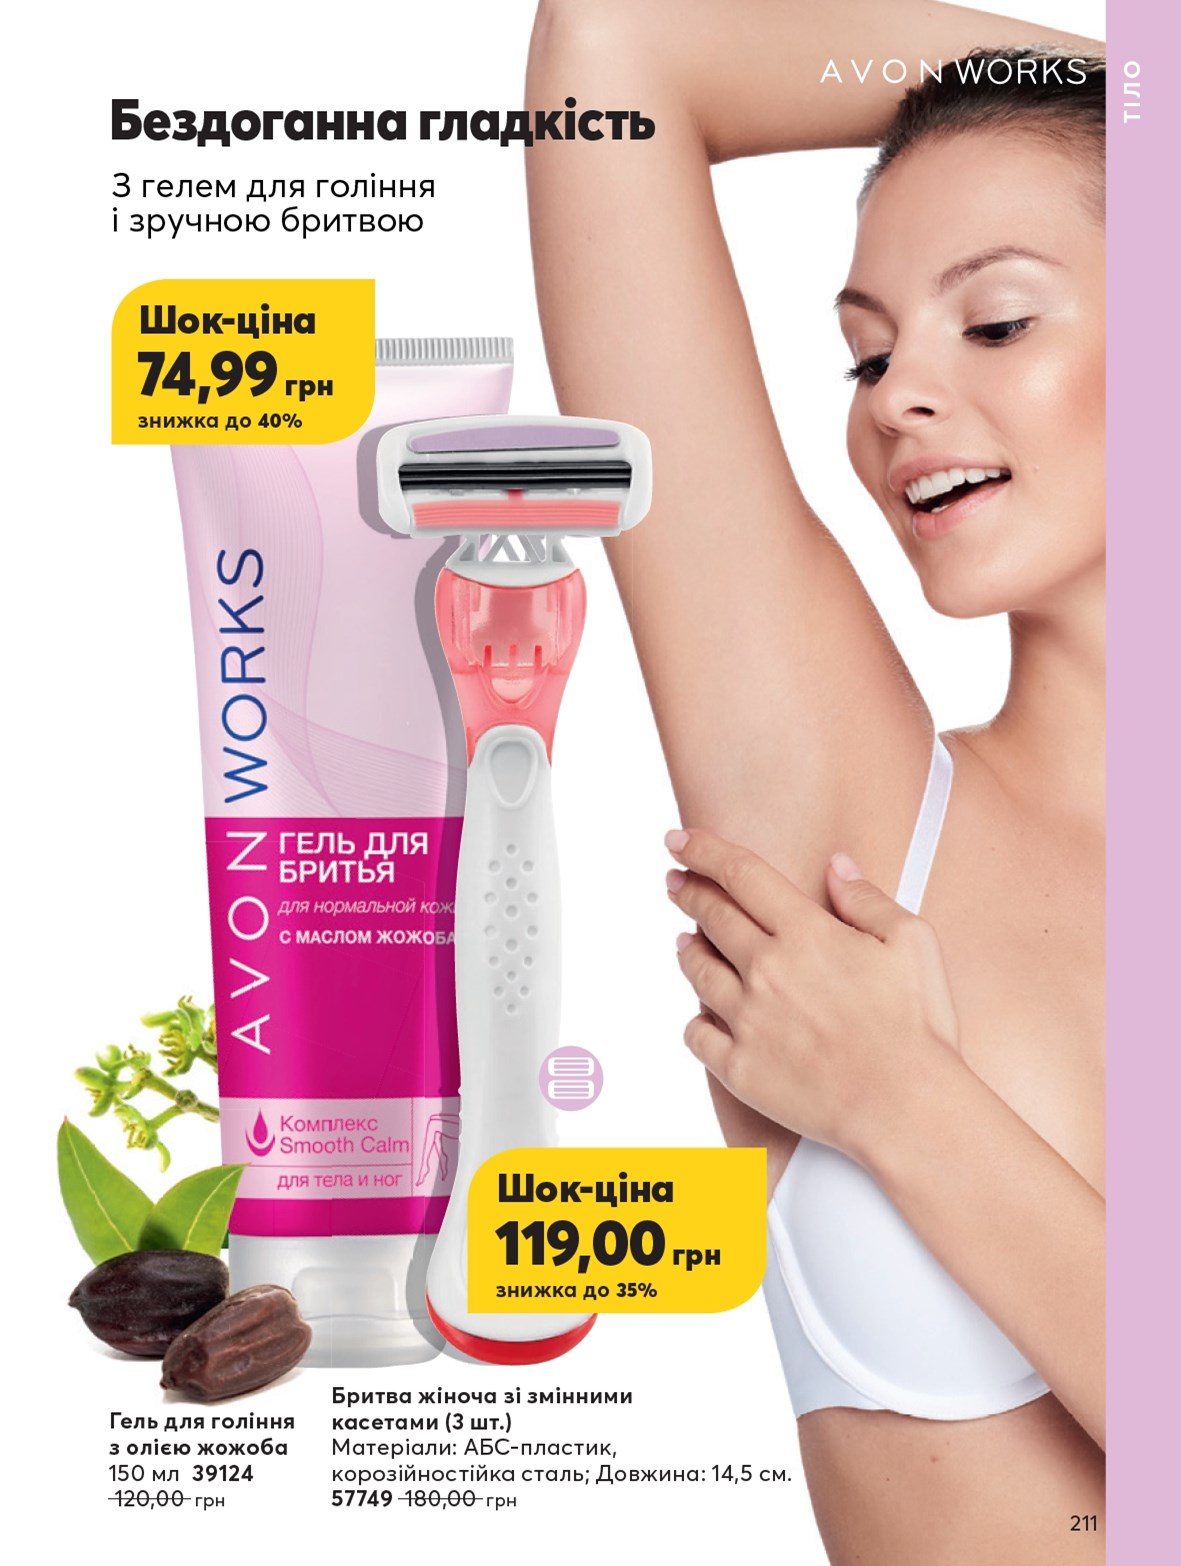 AVON WORKS
ТІЛО
Бездоганна гладкість
З гелем для гоління
і зручною бритвою
Шок-ціна
74,99 грн
знижка до 40%
AVON WORKS
ГЕЛЬ ДЛЯ
БРИТЬЯ
для нормальной
С МАСЛОМ ЖОЖОБА
Комплекс
Smooth Calm
для тела и ног
Шок-ціна
119,00 грн
знижка до 35%
Гель для гоління
з олією жожоба
150 мл 39124
120,00 грн
Бритва жіноча зі змінними
касетами (3 шт.)
Матеріали: АБС-пластик,
корозійностійка сталь; Довжина: 14,5 см.
57749 180,00 грн
211